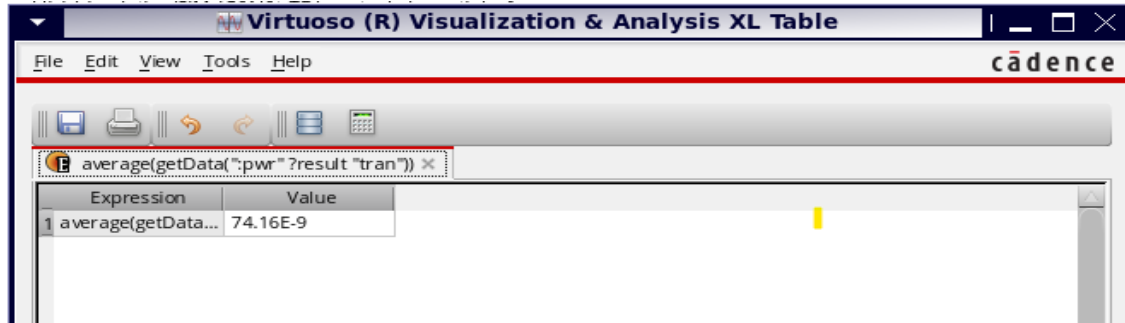 Virtuoso (R) Visualization & Analysis XL Table
File Edit View Tools Help
cādence
average(getData(":pwr" ?result "tran"))
Expression Value
1 average(getData... 74.16E-9